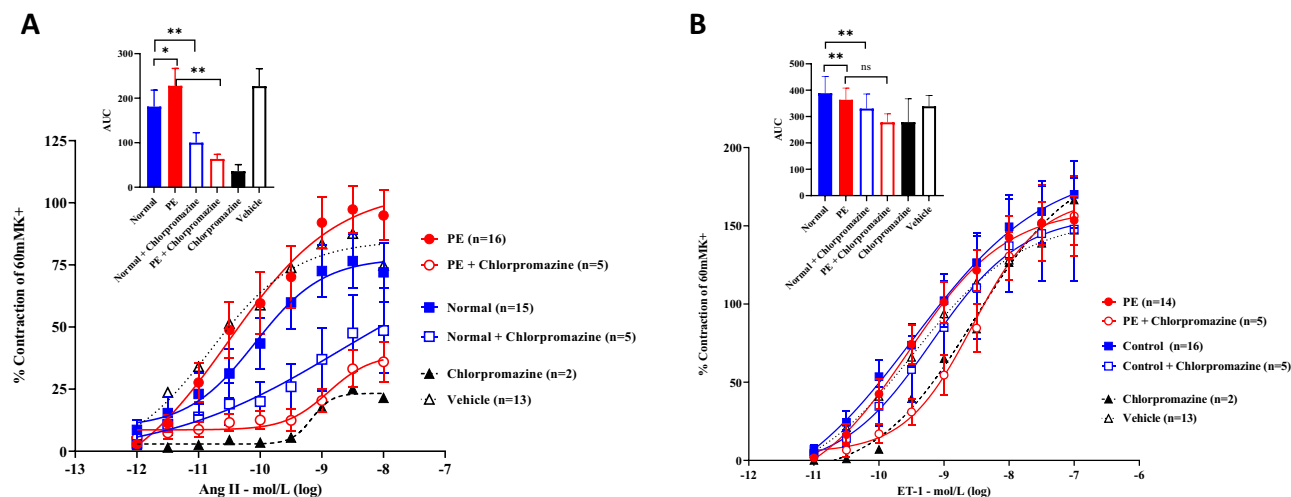 A
**
*
**
300
200
100
0
AUC
Normal
PE
Normal + Chlorpromazine
PE + Chlorpromazine
Chlorpromazine
Vehicle
125
100
75
50
25
0
% Contraction of 60mMK+
-13
-12
-11
-10
-9
-8
-7
Ang II - mol/L (log)
PE (n=16)
PE + Chlorpromazine (n=5)
Normal (n=15)
Normal + Chlorpromazine (n=5)
Chlorpromazine (n=2)
Vehicle (n=13)
B
**
**
ns
500
400
300
200
100
0
AUC
Normal
PE
Normal + Chlorpromazine
PE + Chlorpromazine
Chlorpromazine
Vehicle
200
150
100
50
0
% Contraction of 60mMK+
-12
-11
-10
-9
-8
-7
-6
ET-1 - mol/L (log)
PE (n=14)
PE + Chlorpromazine (n=5)
Control (n=16)
Control + Chlorpromazine (n=5)
Chlorpromazine (n=2)
Vehicle (n=13)